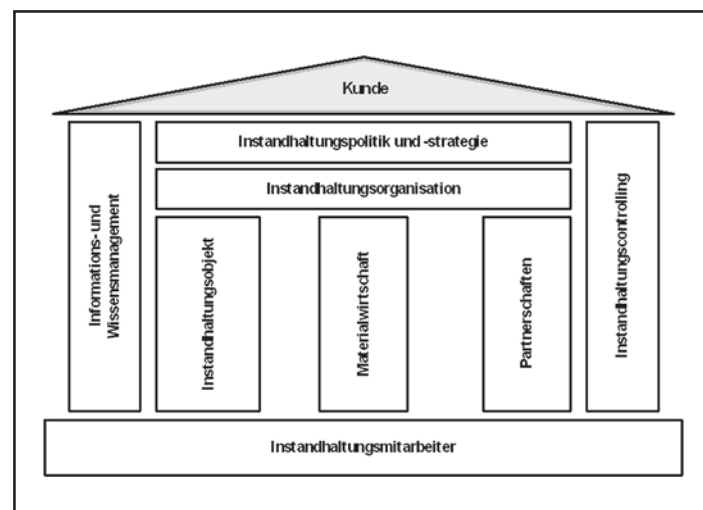 Kunde
Instandhaltungspolitik und -strategie
Instandhaltungsorganisation
Informations- und
Wissensmanagement
Instandhaltungsobjekt
Materialwirtschaft
Partnerschaften
Instandhaltungscontrolling
Instandhaltungsmitarbeiter